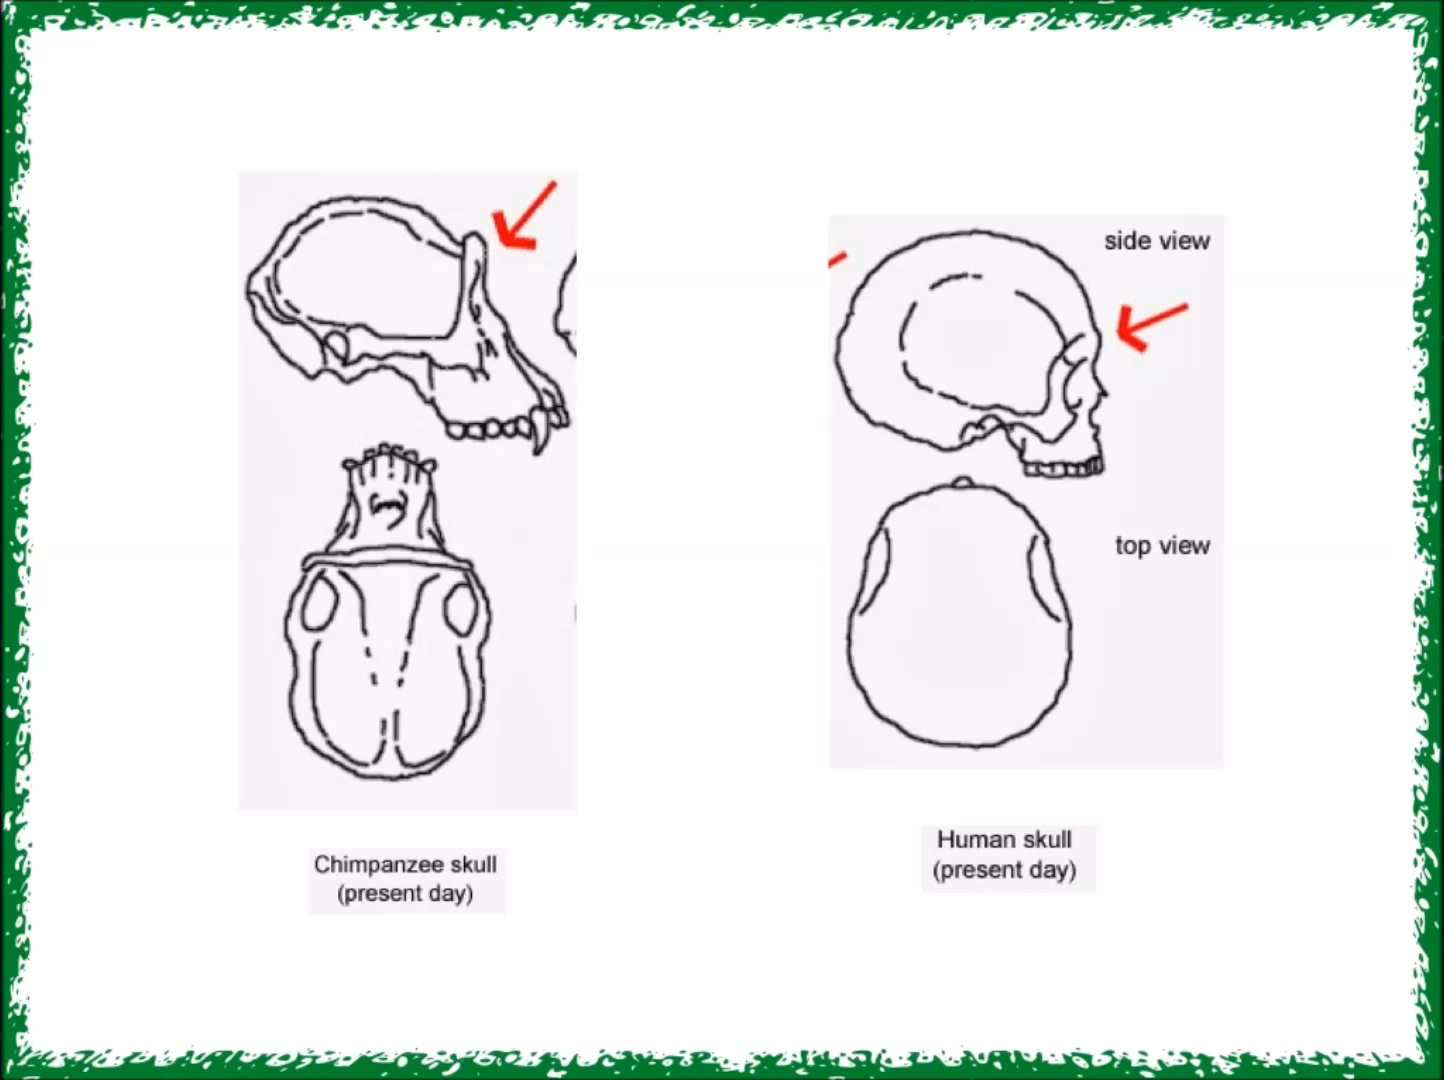 side view
top view
Chimpanzee skull
(present day)
Human skull
(present day)